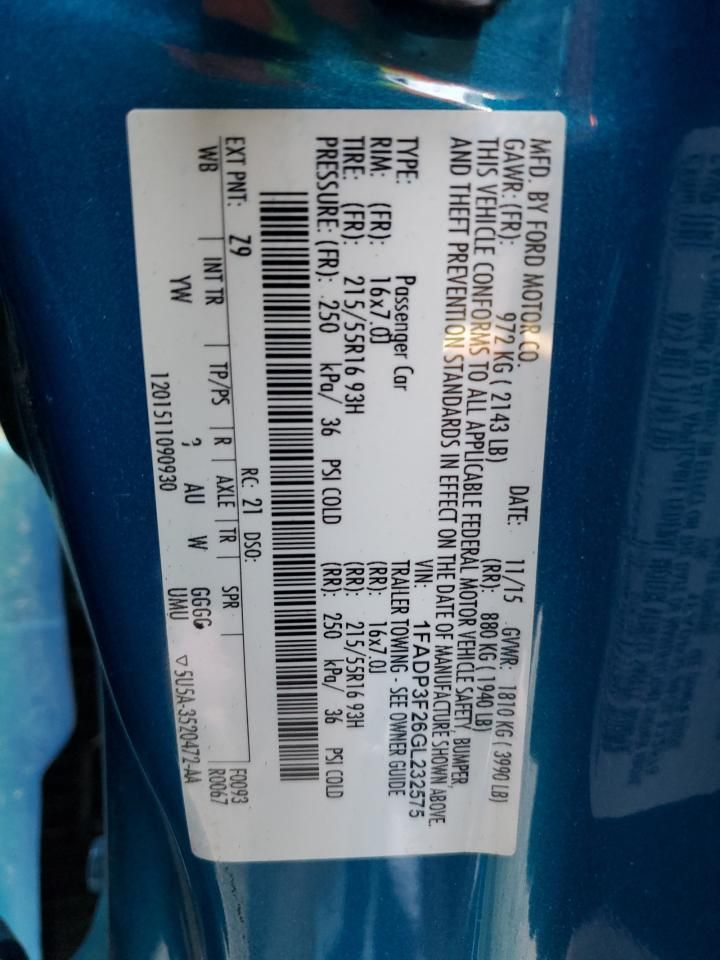 MFD. BY FORD MOTOR CO.
DATE: 11/15 GVWR: 1810 KG ( 3990 LB)
GAWR: (FR): 972 KG ( 2143 LB) (RR): 880 KG ( 1940 LB)
THIS VEHICLE CONFORMS TO ALL APPLICABLE FEDERAL MOTOR VEHICLE SAFETY, BUMPER,
AND THEFT PREVENTION STANDARDS IN EFFECT ON THE DATE OF MANUFACTURE SHOWN ABOVE.
VIN: 1FADP3F26GL232575
TYPE: Passenger Car TRAILER TOWING - SEE OWNER GUIDE
RIM: (FR): 16x7.0J (RR): 16x7.0J
TIRE: (FR): 215/55R16 93H (RR): 215/55R16 93H
PRESSURE: (FR): 250 kPa/ 36 PSI COLD (RR): 250 kPa/ 36 PSI COLD
EXT PNT: Z9 RC: 21 DSO: F0093
WB INT TR TP/PS R AXLE TR SPR R0067
YW ? AU W GGGG
UMU
1201511090930 ▽5U5A-3520472-AA